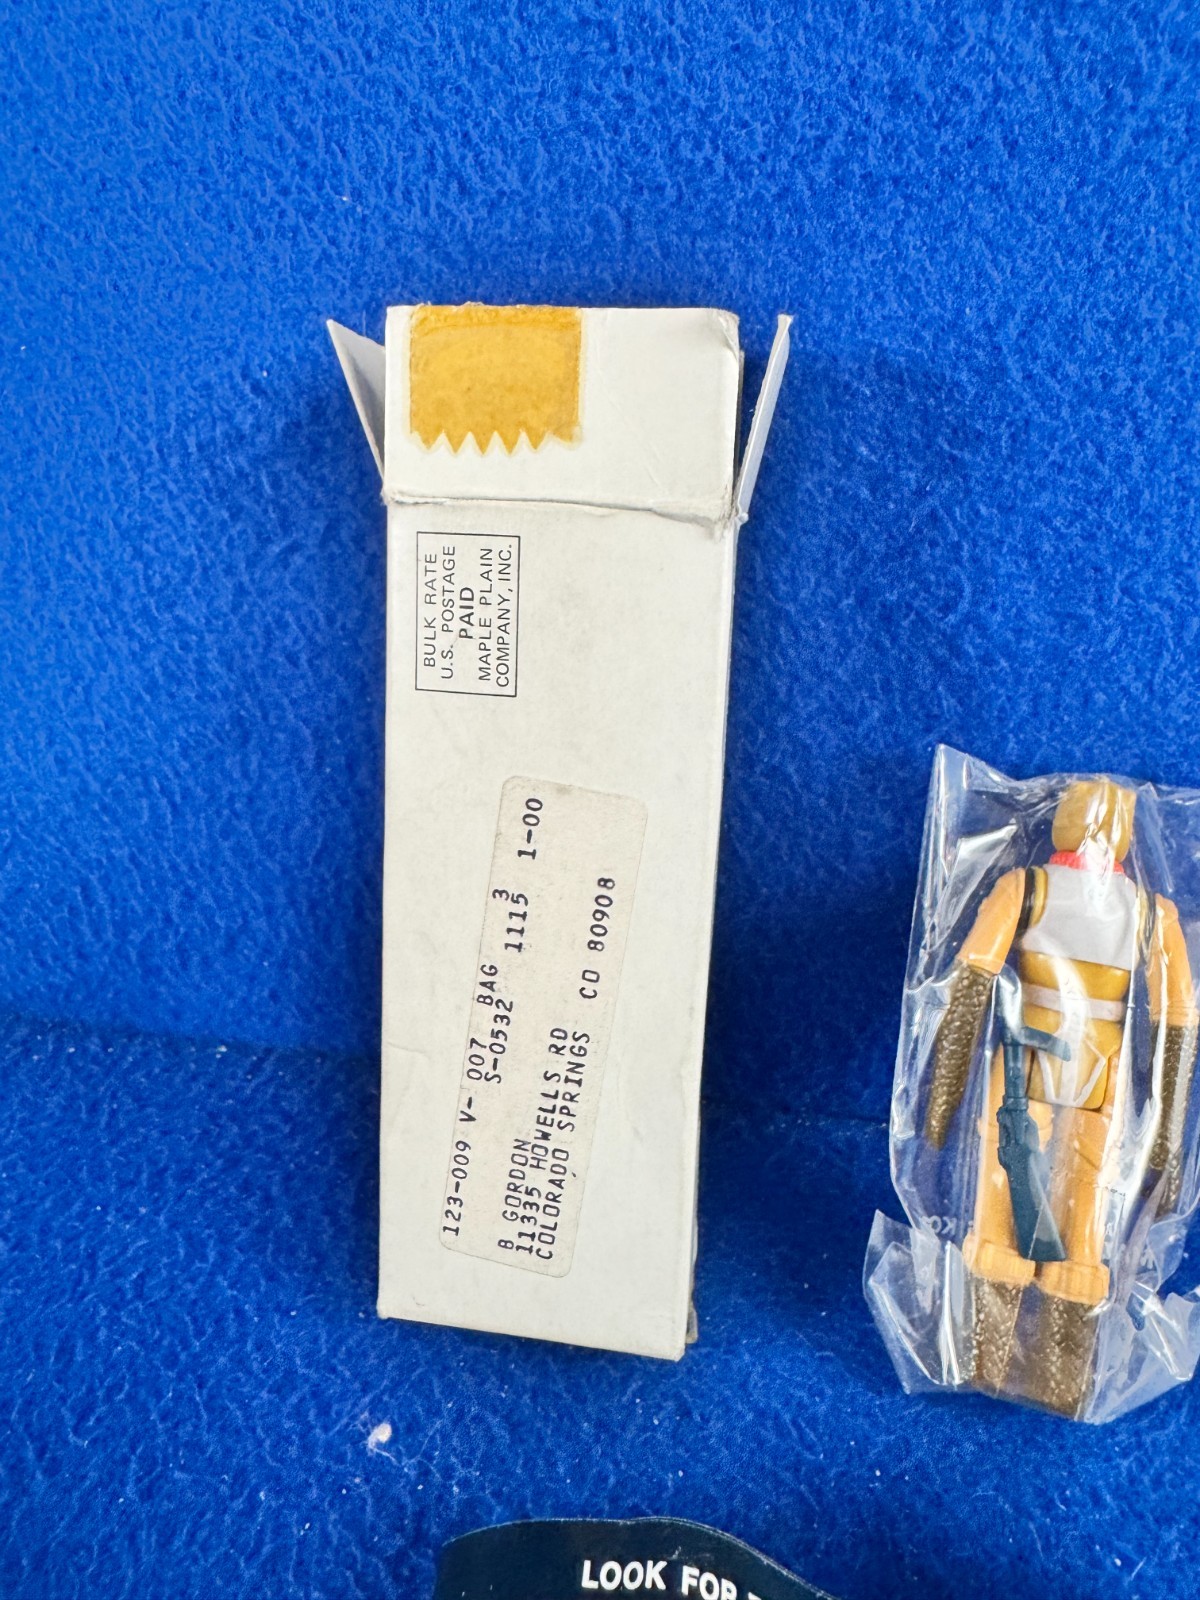 BULK RATE
U.S. POSTAGE
PAID
MAPLE PLAIN
COMPANY, INC.
123-009 V- 007 BAG 3
S-0532 1115 1-00
B GORDON
11335 HOWELLS RD
COLORADO SPRINGS CO 80908
LOOK FOR